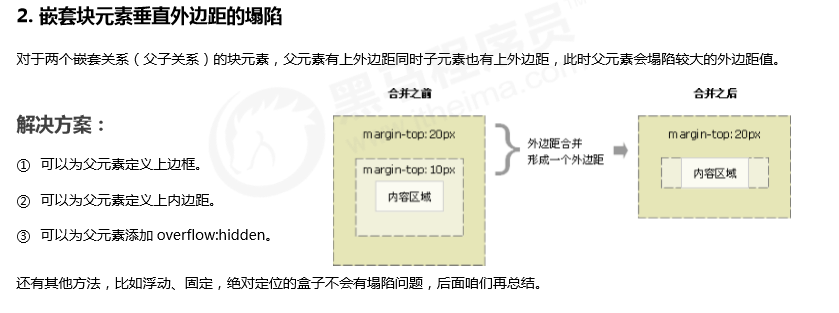 2. 嵌套块元素垂直外边距的塌陷
对于两个嵌套关系（父子关系）的块元素，父元素有上外边距同时子元素也有上外边距，此时父元素会塌陷较大的外边距值。
解决方案：
① 可以为父元素定义上边框。
② 可以为父元素定义上内边距。
③ 可以为父元素添加 overflow:hidden。
合并之前
margin-top:20px
margin-top:10px
内容区域
外边距合并
形成一个外边距
合并之后
margin-top:20px
内容区域
还有其他方法，比如浮动、固定，绝对定位的盒子不会有塌陷问题，后面咱们再总结。
黑马程序员
www.itheima.com